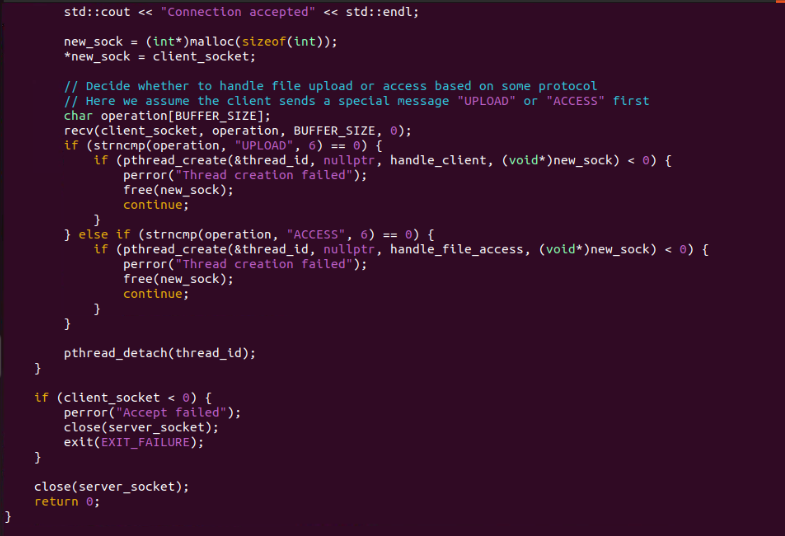 std::cout << "Connection accepted" << std::endl;

        new_sock = (int*)malloc(sizeof(int));
        *new_sock = client_socket;

        // Decide whether to handle file upload or access based on some protocol
        // Here we assume the client sends a special message "UPLOAD" or "ACCESS" first
        char operation[BUFFER_SIZE];
        recv(client_socket, operation, BUFFER_SIZE, 0);
        if (strncmp(operation, "UPLOAD", 6) == 0) {
            if (pthread_create(&thread_id, nullptr, handle_client, (void*)new_sock) < 0) {
                perror("Thread creation failed");
                free(new_sock);
                continue;
            }
        } else if (strncmp(operation, "ACCESS", 6) == 0) {
            if (pthread_create(&thread_id, nullptr, handle_file_access, (void*)new_sock) < 0) {
                perror("Thread creation failed");
                free(new_sock);
                continue;
            }
        }

        pthread_detach(thread_id);
    }

    if (client_socket < 0) {
        perror("Accept failed");
        close(server_socket);
        exit(EXIT_FAILURE);
    }

    close(server_socket);
    return 0;
}